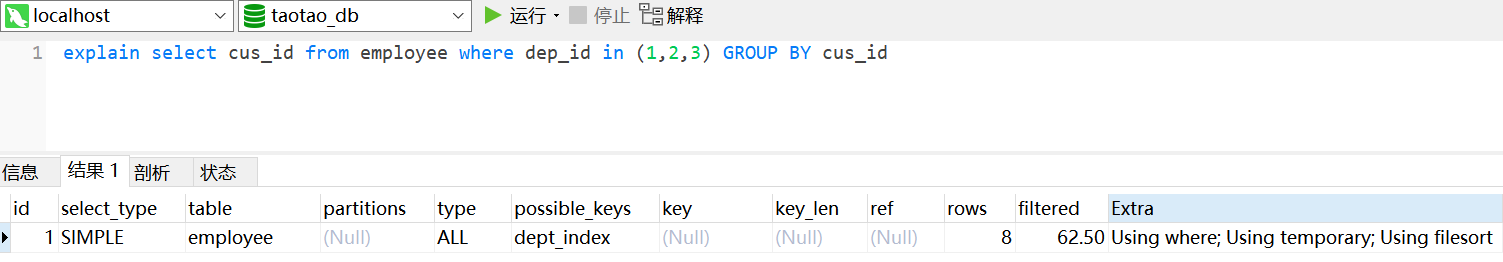 localhost taotao_db 运行 停止 解释
1 explain select cus_id from employee where dep_id in (1,2,3) GROUP BY cus_id
信息 结果 1 剖析 状态
id select_type table partitions type possible_keys key key_len ref rows filtered Extra
1 SIMPLE employee (Null) ALL dept_index (Null) (Null) (Null) 8 62.50 Using where; Using temporary; Using filesort